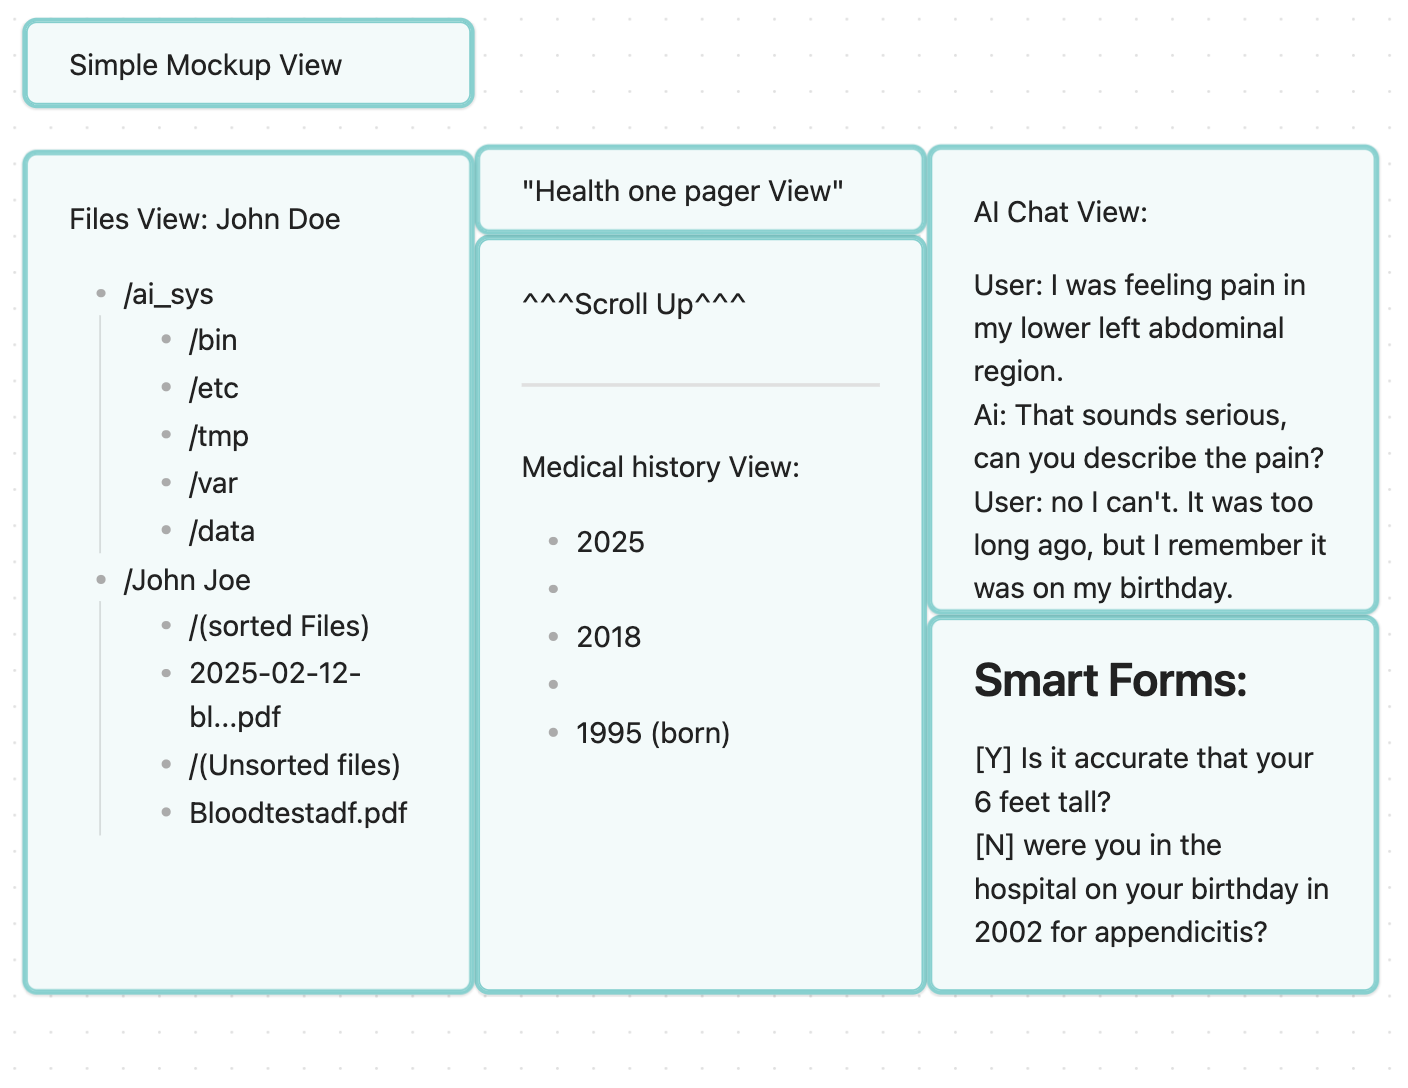 Simple Mockup View
Files View: John Doe
/ai_sys
/bin
/etc
/tmp
/var
/data
/John Joe
/(sorted Files)
2025-02-12-
bl...pdf
/(Unsorted files)
Bloodtestadf.pdf
"Health one pager View"
^^^Scroll Up^^^
Medical history View:
2025
2018
1995 (born)
AI Chat View:
User: I was feeling pain in
my lower left abdominal
region.
Ai: That sounds serious,
can you describe the pain?
User: no I can't. It was too
long ago, but I remember it
was on my birthday.
Smart Forms:
[Y] Is it accurate that your
6 feet tall?
[N] were you in the
hospital on your birthday in
2002 for appendicitis?